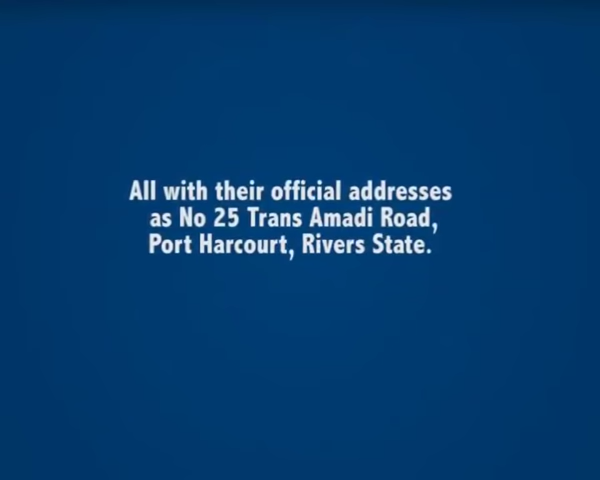 All with their official addresses
as No 25 Trans Amadi Road,
Port Harcourt, Rivers State.